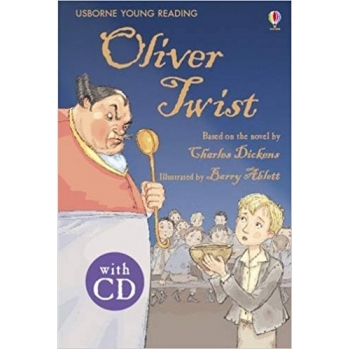 USBORNE YOUNG READING
Oliver
Twist
Based on the novel by
Charles Dickens
Illustrated by Barry Ablett
with
CD